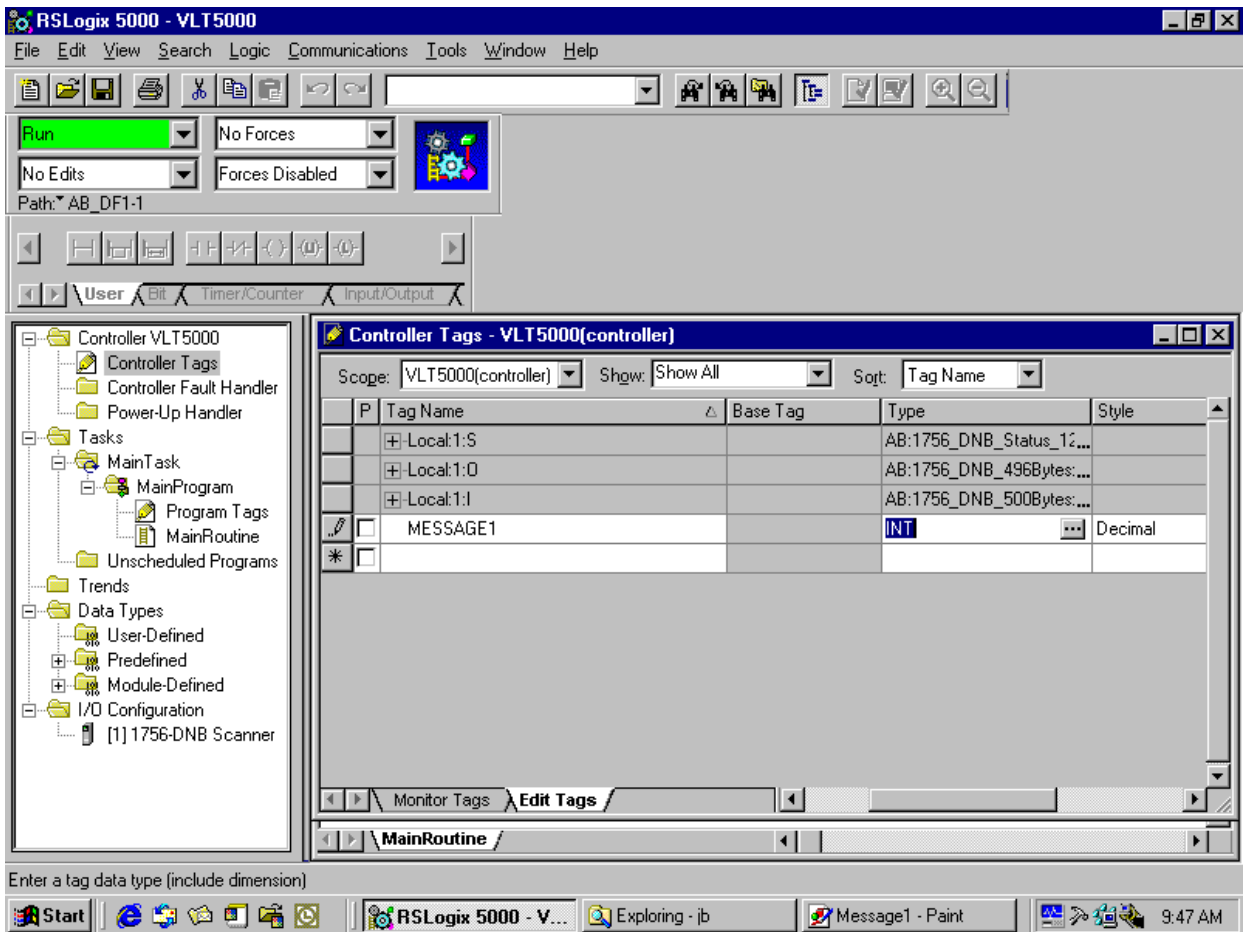 RSLogix 5000 - VLT5000
File Edit View Search Logic Communications Tools Window Help
Run
No Forces
No Edits
Forces Disabled
Path: AB_DF1-1
User Bit Timer/Counter Input/Output
Controller VLT5000
Controller Tags
Controller Fault Handler
Power-Up Handler
Tasks
MainTask
MainProgram
Program Tags
MainRoutine
Unscheduled Programs
Trends
Data Types
User-Defined
Predefined
Module-Defined
I/O Configuration
[1] 1756-DNB Scanner
Controller Tags - VLT5000(controller)
Scope: VLT5000(controller) Show: Show All Sort: Tag Name
P Tag Name Base Tag Type Style
Local:1:S AB:1756_DNB_Status_12...
Local:1:O AB:1756_DNB_496Bytes:...
Local:1:I AB:1756_DNB_500Bytes:...
MESSAGE1 INT ... Decimal
Monitor Tags Edit Tags
MainRoutine
Enter a tag data type (include dimension)
Start RSLogix 5000 - V... Exploring - jb Message1 - Paint 9:47 AM